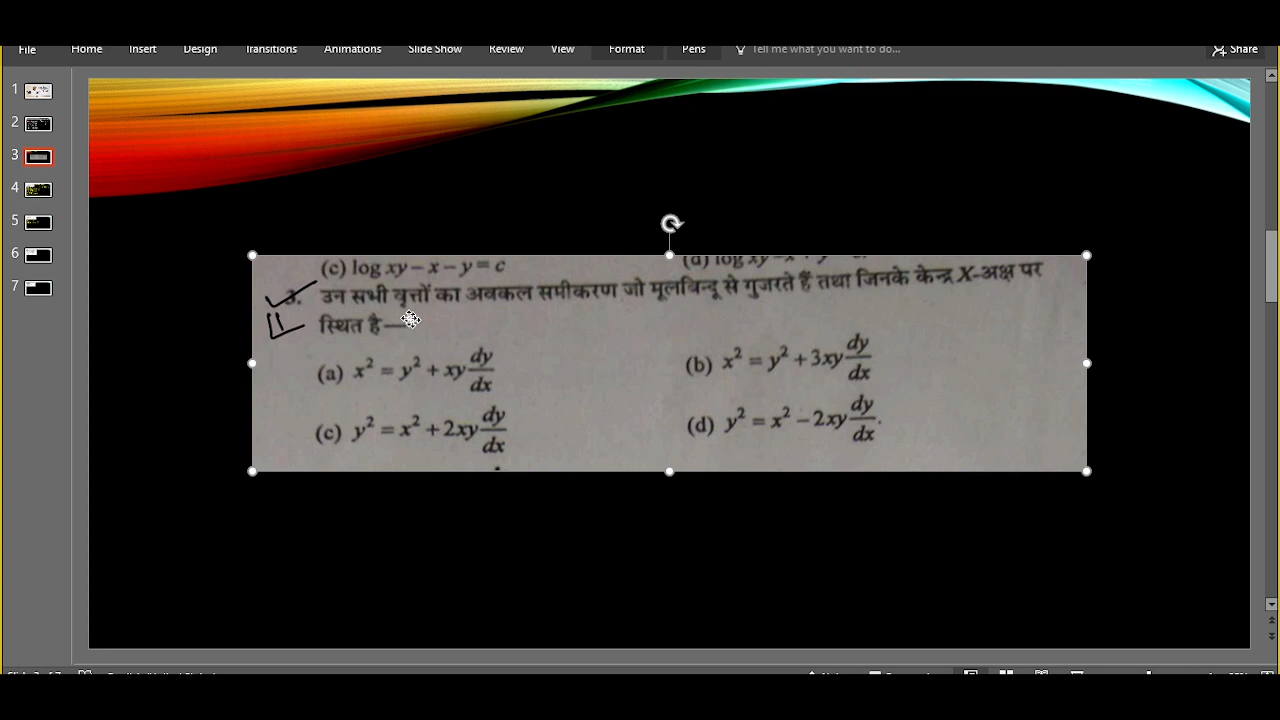 File Home Insert Design Transitions Animations Slide Show Review View Format Pens Tell me what you want to do... Share
1
2
3
4
5
6
7
(c) log xy – x – y = c
3. उन सभी वृत्तों का अवकल समीकरण जो मूलविन्दू से गुजरते हैं तथा जिनके केन्द्र X-अक्ष पर
स्थित है—
(a) x² = y² + xy dy/dx (b) x² = y² + 3xy dy/dx
(c) y² = x² + 2xy dy/dx (d) y² = x² – 2xy dy/dx.